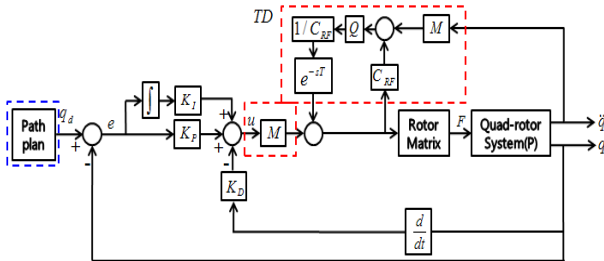 TD
1/C_RF
Q
M
e^{-sT}
C_RF
∫
K_I
Path
plan
q_d
+
-
e
K_P
+
+
-
u
M
Rotor
Matrix
F
Quad-rotor
System(P)
q̈
q
K_D
d
dt